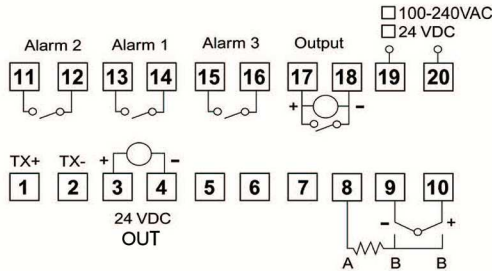 □ 100-240VAC
□ 24 VDC
Alarm 2 Alarm 1 Alarm 3 Output
11 12 13 14 15 16 17 18 19 20
+ -
TX+ TX- + -
1 2 3 4 5 6 7 8 9 10
24 VDC
OUT
- +
A B B